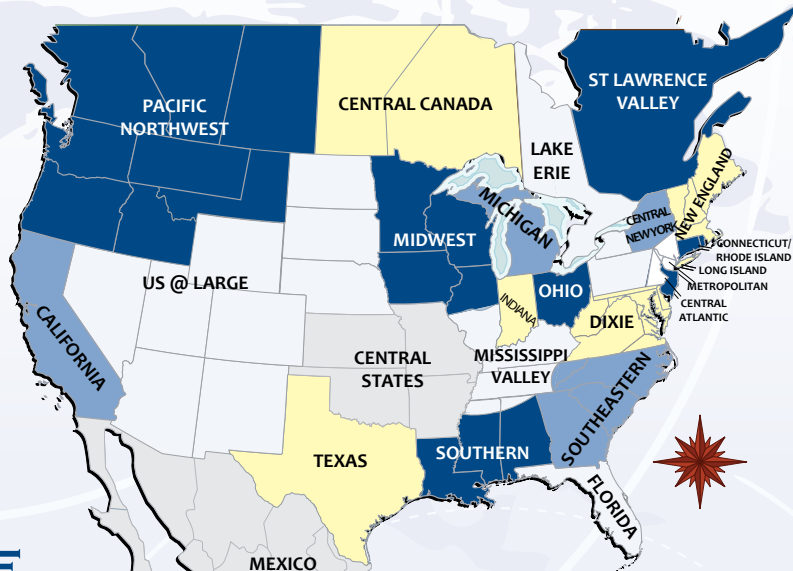 ST LAWRENCE
VALLEY
PACIFIC
NORTHWEST
CENTRAL CANADA
LAKE
ERIE
NEW ENGLAND
MICHIGAN
CENTRAL
NEW YORK
MIDWEST
CONNECTICUT/
RHODE ISLAND
LONG ISLAND
METROPOLITAN
CENTRAL
ATLANTIC
US @ LARGE
OHIO
INDIANA
DIXIE
CALIFORNIA
CENTRAL
STATES
MISSISSIPPI
VALLEY
SOUTHEASTERN
TEXAS
SOUTHERN
FLORIDA
MEXICO